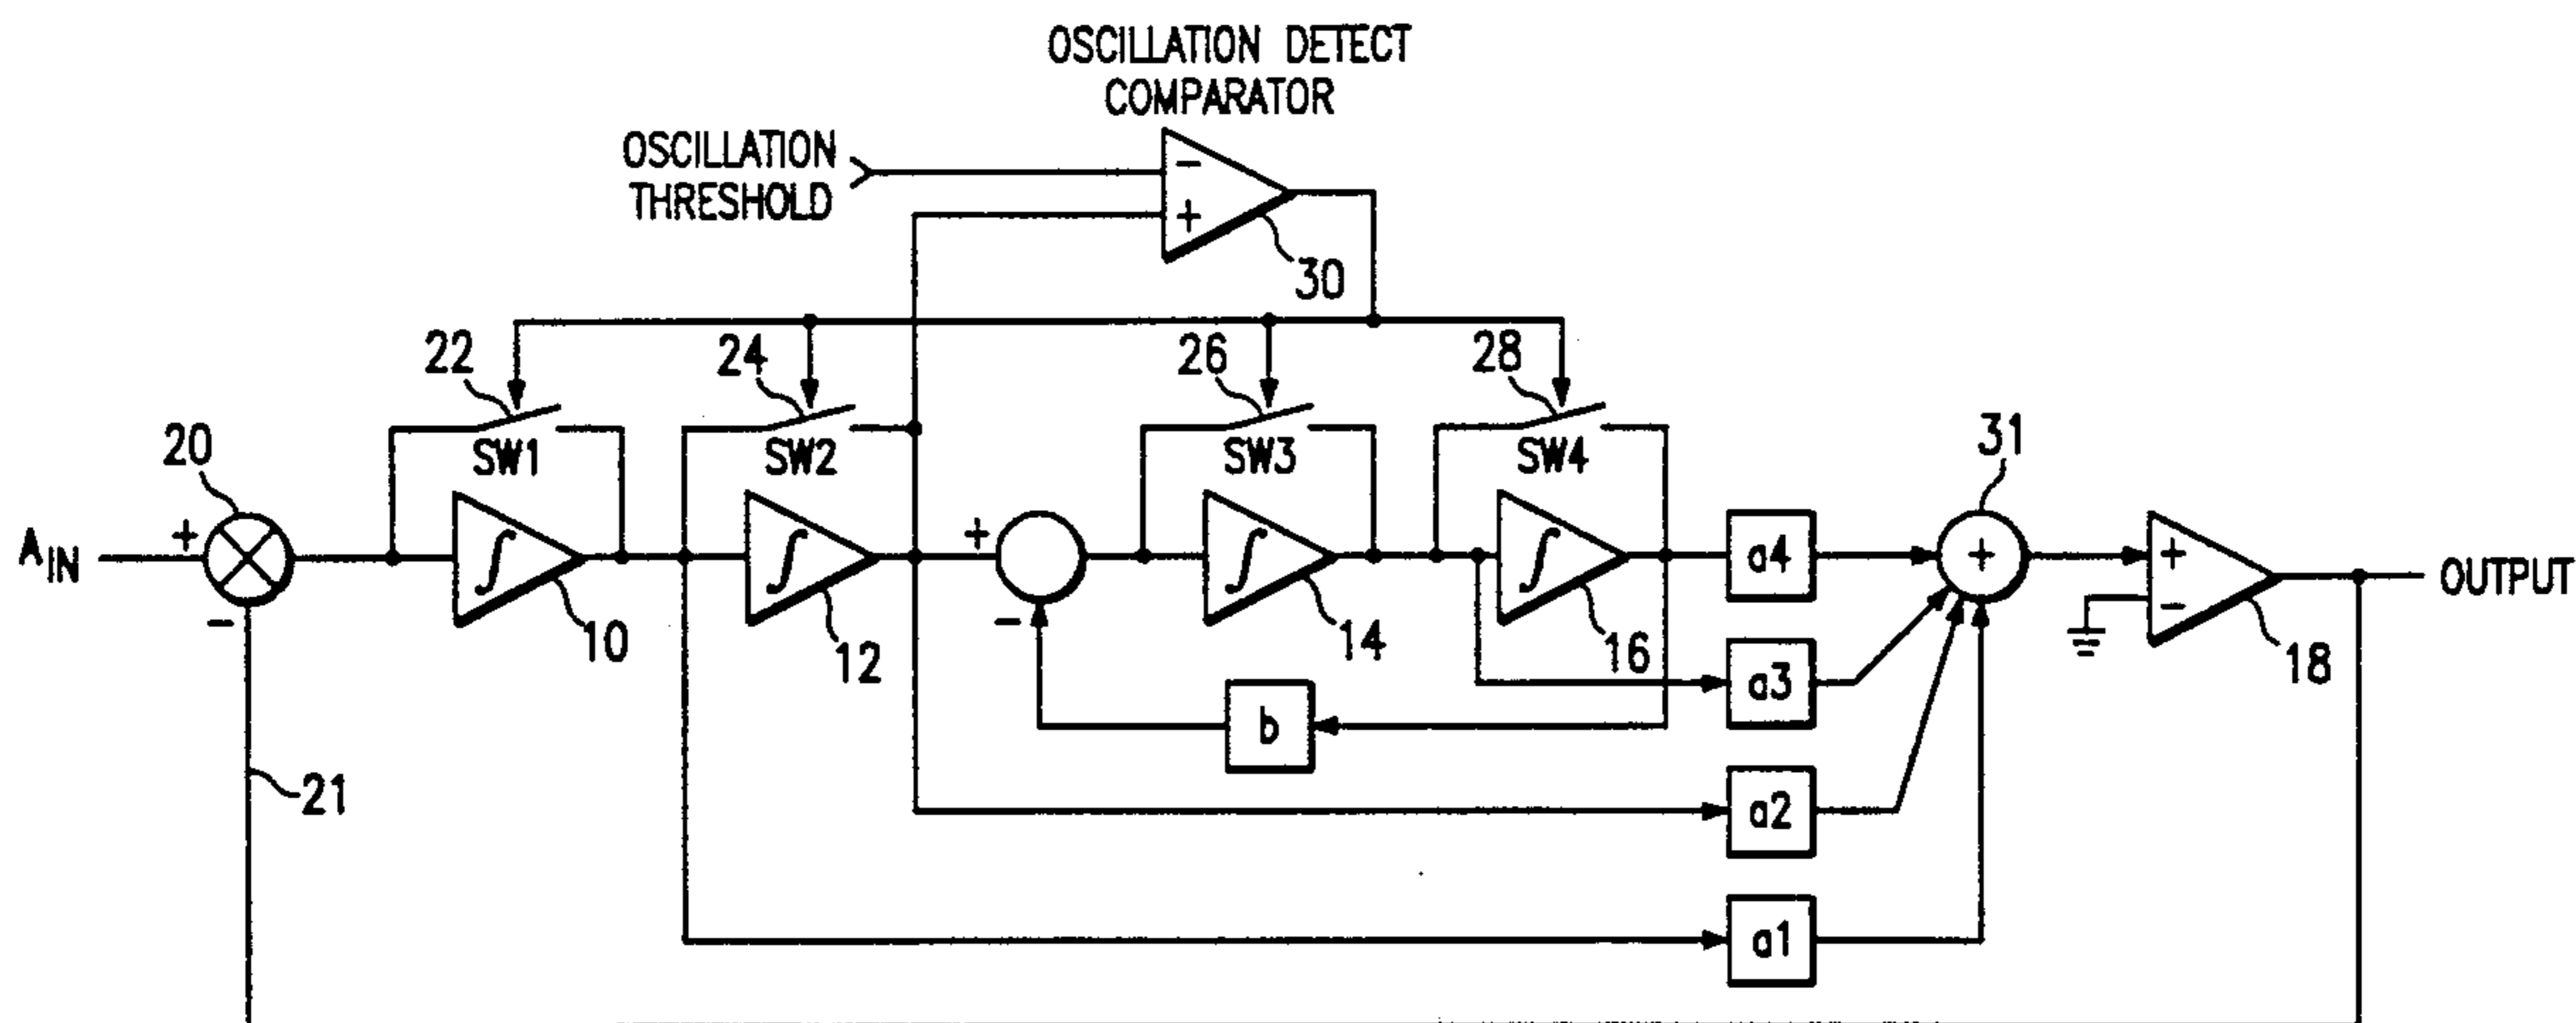 OSCILLATION DETECT
COMPARATOR
OSCILLATION
THRESHOLD
−
+
30
22
24
26
28
SW1
SW2
SW3
SW4
20
31
A_IN
+
−
∫
10
∫
12
+
−
∫
14
∫
16
a4
+
+
−
18
OUTPUT
a3
b
21
a2
a1